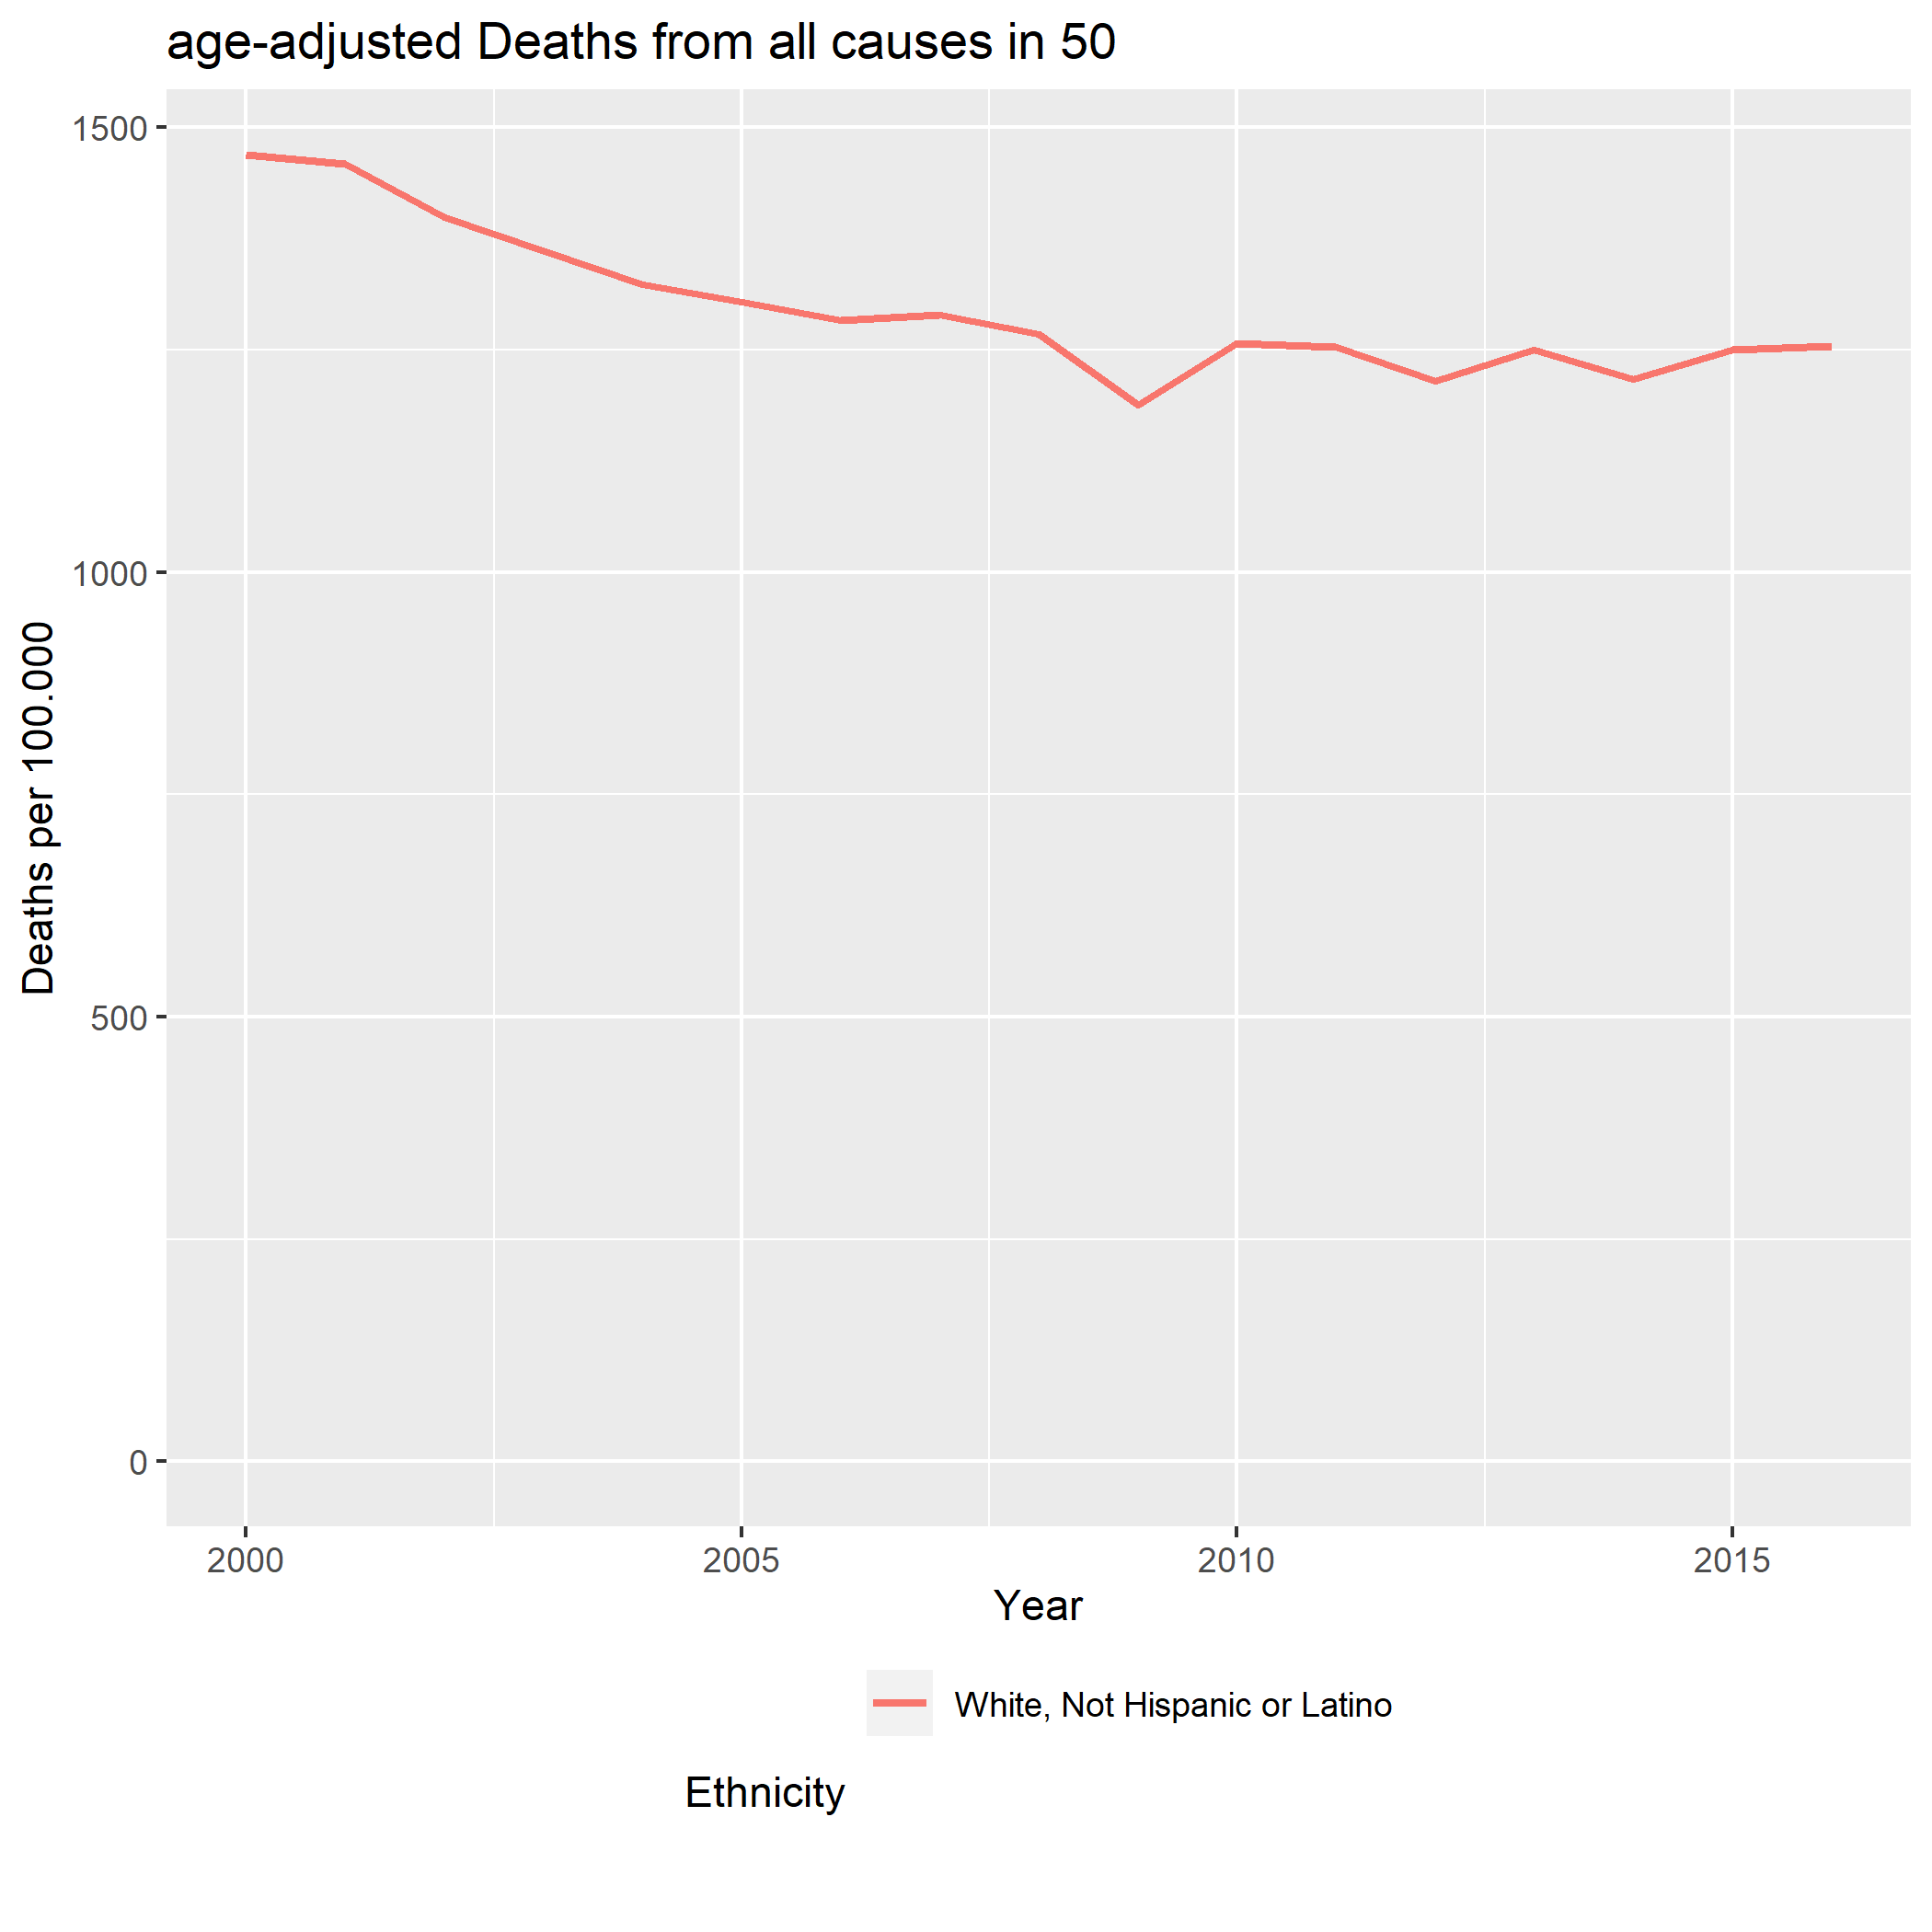 age-adjusted Deaths from all causes in 50
1500
1000
500
0
Deaths per 100.000
2000
2005
2010
2015
Year
White, Not Hispanic or Latino
Ethnicity